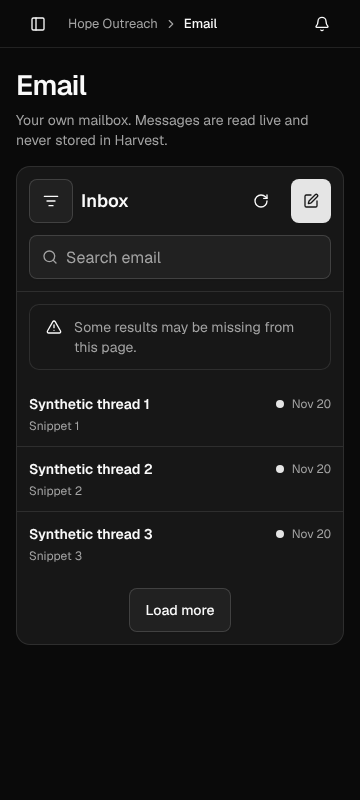 Hope Outreach > Email
Email
Your own mailbox. Messages are read live and
never stored in Harvest.
Inbox
Search email
Some results may be missing from
this page.
Synthetic thread 1 Nov 20
Snippet 1
Synthetic thread 2 Nov 20
Snippet 2
Synthetic thread 3 Nov 20
Snippet 3
Load more